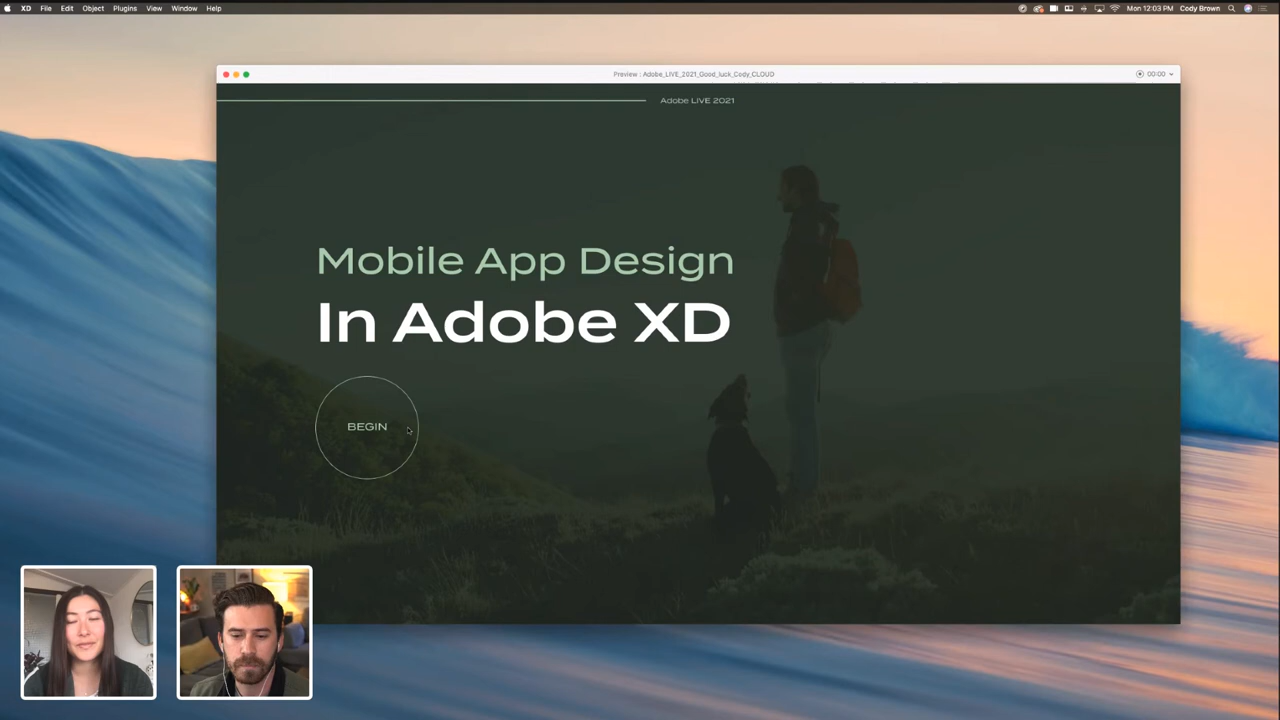 XD File Edit Object Plugins View Window Help
Mon 12:03 PM Cody Brown
Preview : Adobe_LIVE_2021_Good_luck_Cody_CLOUD
00:00
Adobe LIVE 2021
Mobile App Design
In Adobe XD
BEGIN